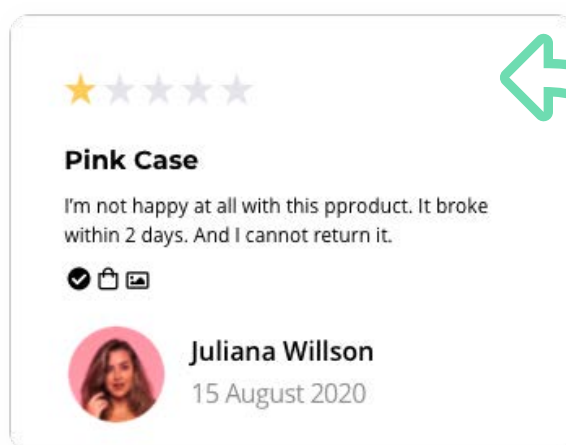 Pink Case
I'm not happy at all with this pproduct. It broke
within 2 days. And I cannot return it.
Juliana Willson
15 August 2020